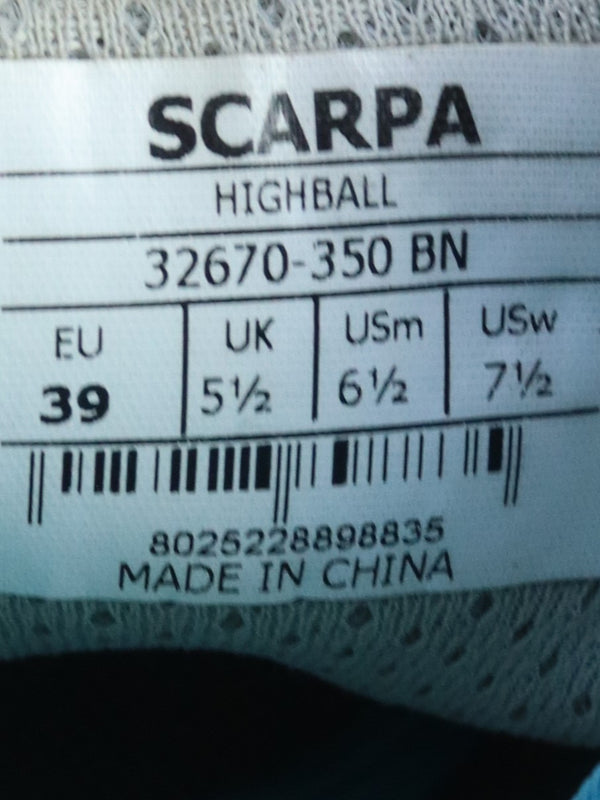 SCARPA
HIGHBALL
32670-350 BN
EU UK USm USw
39 5½ 6½ 7½
8025228898835
MADE IN CHINA